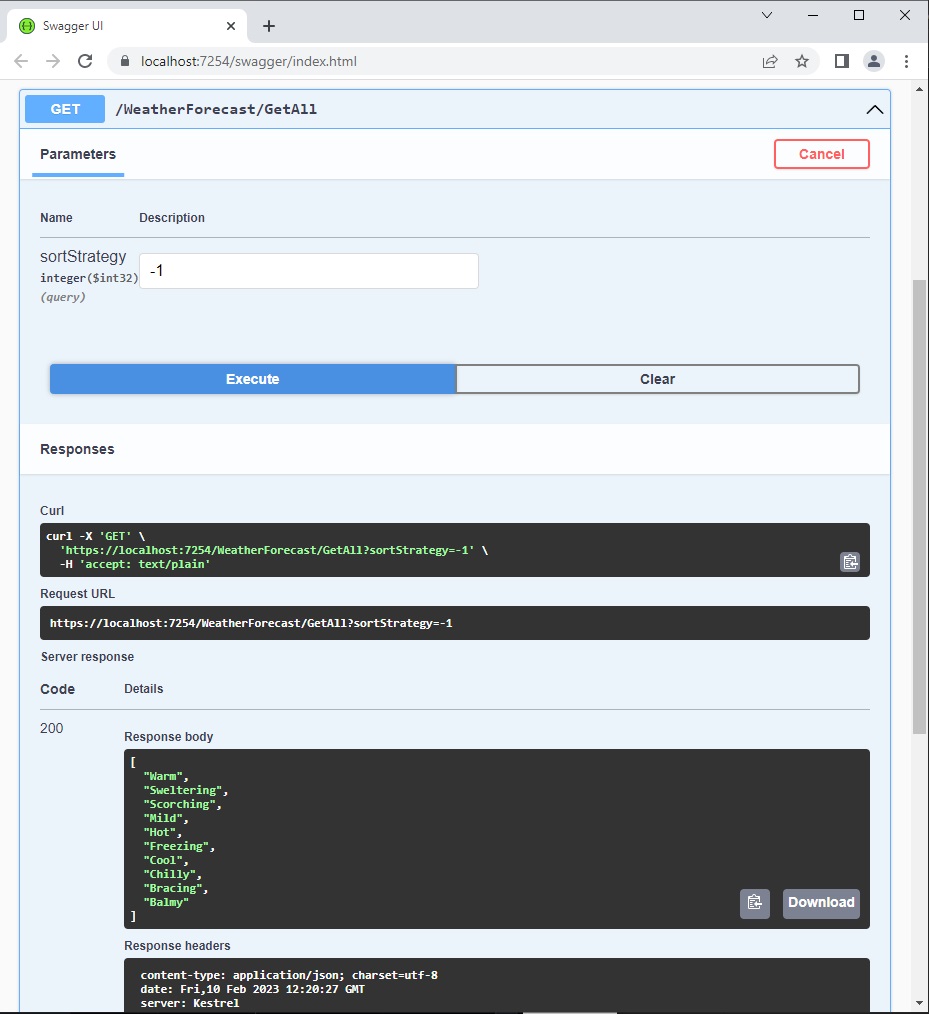 Swagger UI
localhost:7254/swagger/index.html
GET /WeatherForecast/GetAll
Parameters Cancel
Name Description
sortStrategy
integer($int32)
(query)
-1
Execute Clear
Responses
Curl
curl -X 'GET' \
'https://localhost:7254/WeatherForecast/GetAll?sortStrategy=-1' \
-H 'accept: text/plain'
Request URL
https://localhost:7254/WeatherForecast/GetAll?sortStrategy=-1
Server response
Code Details
200
Response body
[
"Warm",
"Sweltering",
"Scorching",
"Mild",
"Hot",
"Freezing",
"Cool",
"Chilly",
"Bracing",
"Balmy"
]
Download
Response headers
content-type: application/json; charset=utf-8
date: Fri,10 Feb 2023 12:20:27 GMT
server: Kestrel